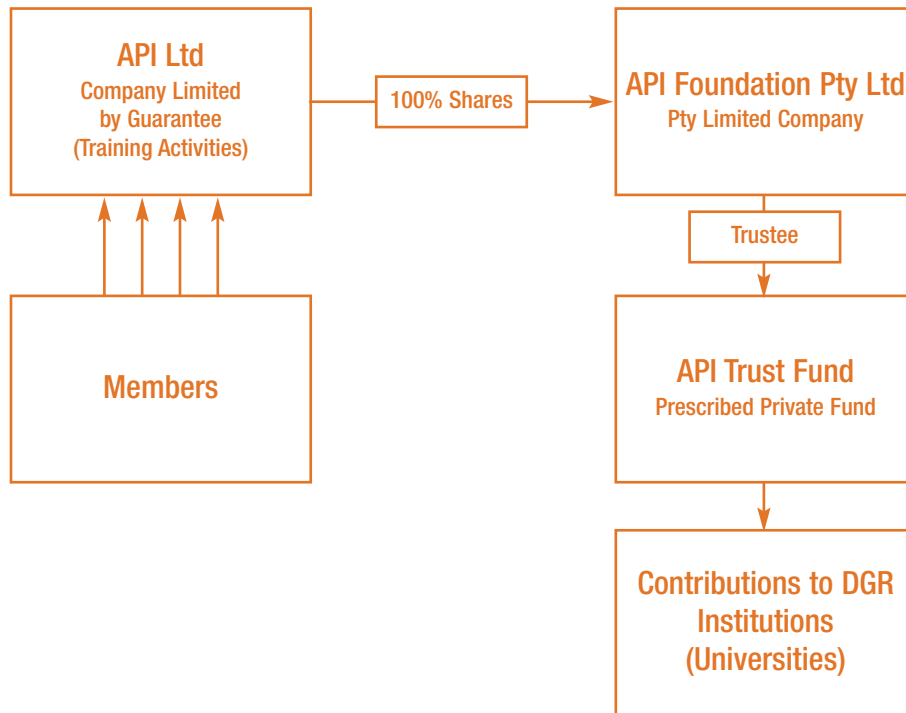 API Ltd
Company Limited
by Guarantee
(Training Activities)
100% Shares
API Foundation Pty Ltd
Pty Limited Company
Trustee
Members
API Trust Fund
Prescribed Private Fund
Contributions to DGR
Institutions
(Universities)